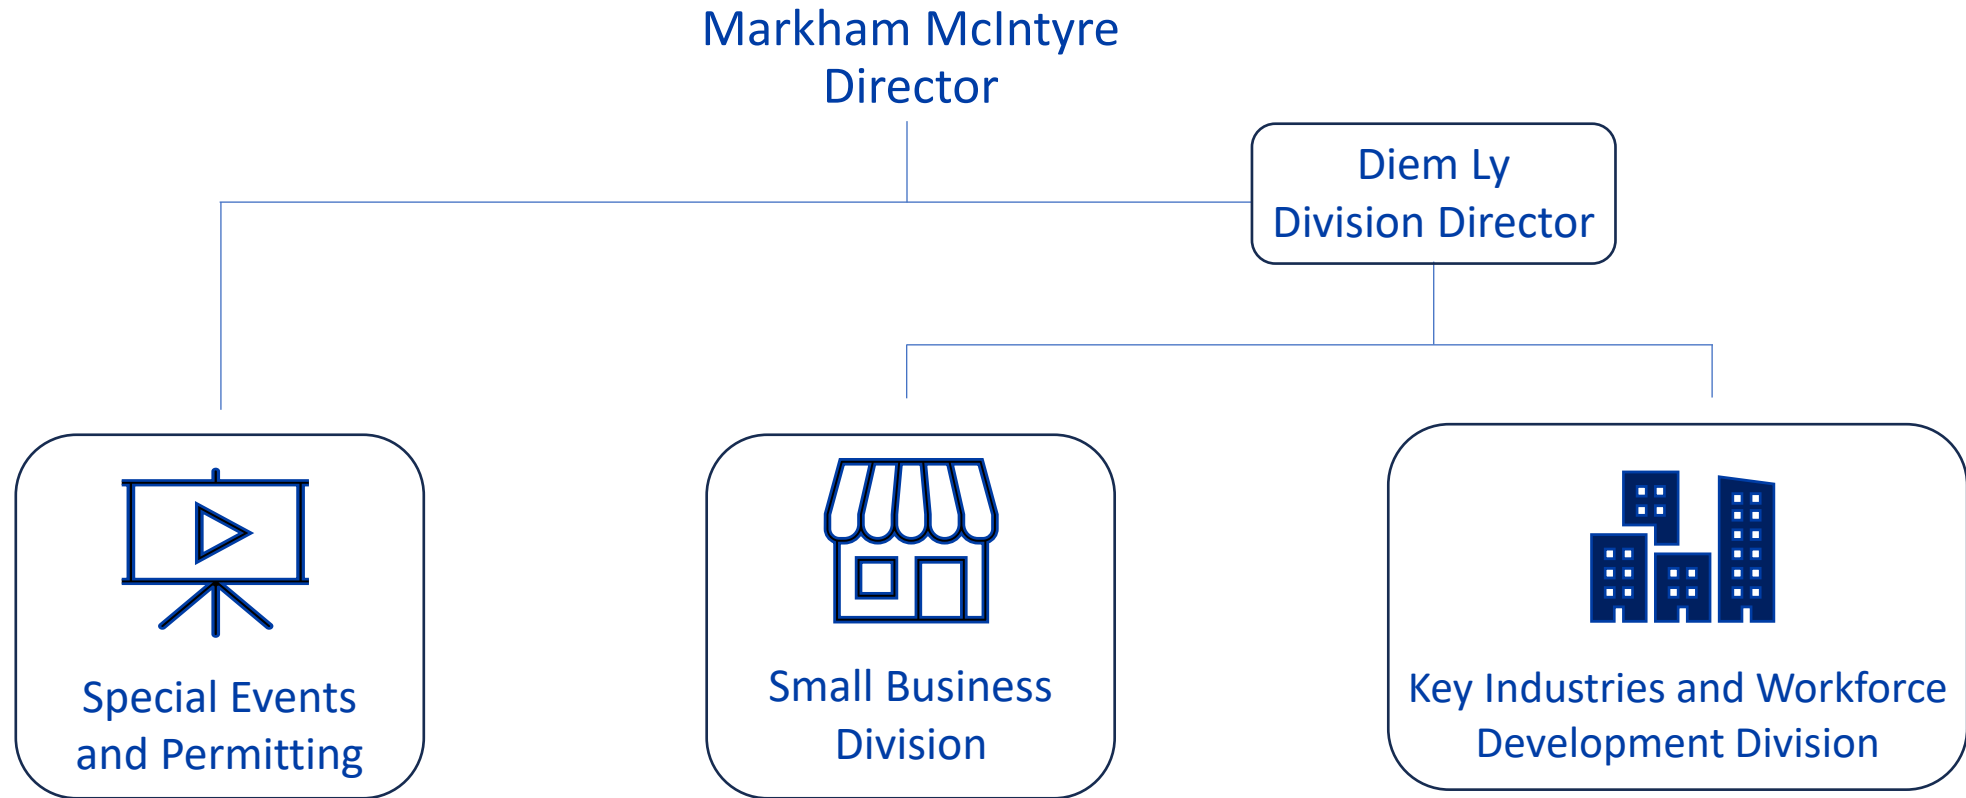 Markham McIntyre
Director
Diem Ly
Division Director
Special Events
and Permitting
Small Business
Division
Key Industries and Workforce
Development Division